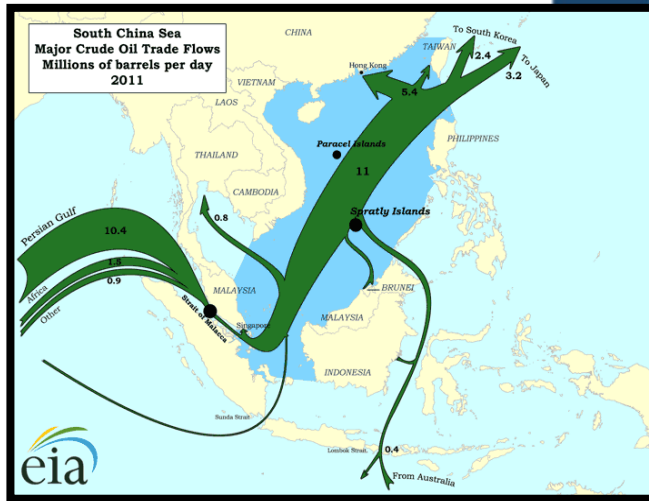 South China Sea
Major Crude Oil Trade Flows
Millions of barrels per day
2011
CHINA
TAIWAN
To South Korea
2.4
To Japan
3.2
Hong Kong
5.4
VIETNAM
LAOS
Paracel Islands
PHILIPPINES
THAILAND
11
CAMBODIA
Spratly Islands
0.8
Persian Gulf
10.4
Africa
1.5
0.9
Other
MALAYSIA
BRUNEI
Strait of Malacca
Singapore
MALAYSIA
INDONESIA
Sunda Strait
Lombok Strait
0.4
From Australia
eia